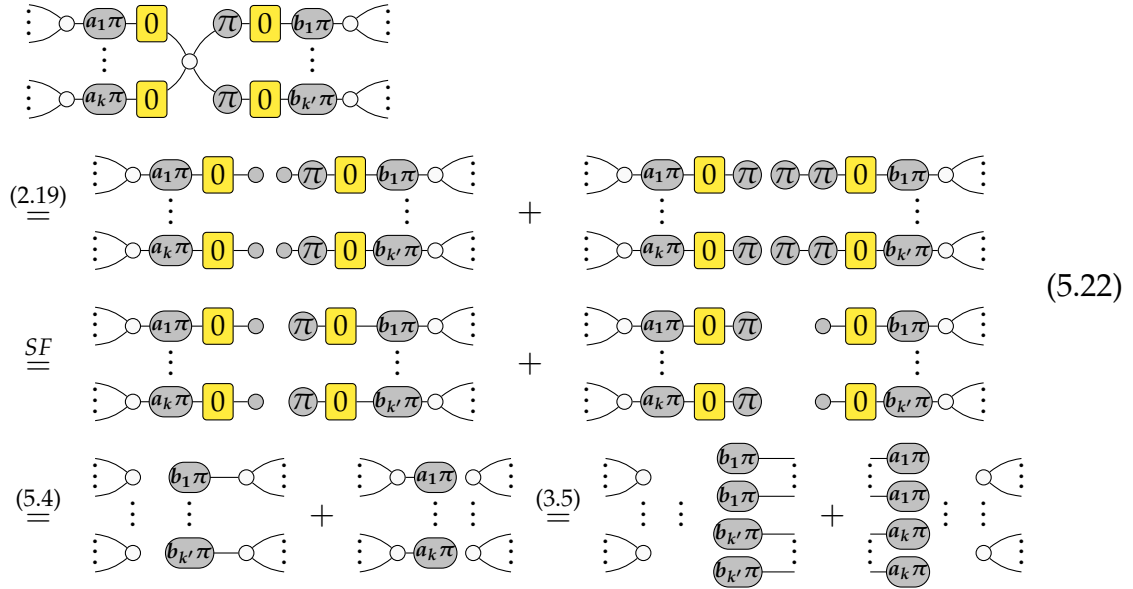 a₁π 0 π 0 b₁π
⋮ ⋮ ⋮ ⋮
aₖπ 0 π 0 bₖ′π
(2.19) = a₁π 0 π 0 b₁π + a₁π 0 π π π 0 b₁π
⋮ ⋮ ⋮ ⋮
aₖπ 0 π 0 bₖ′π aₖπ 0 π π π 0 bₖ′π
(5.22)
SF = a₁π 0 π 0 b₁π + a₁π 0 π 0 b₁π
⋮ ⋮ ⋮ ⋮
aₖπ 0 π 0 bₖ′π aₖπ 0 π 0 bₖ′π
(5.4) = b₁π + a₁π (3.5) = b₁π + a₁π
⋮ ⋮ ⋮ ⋮ b₁π a₁π
bₖ′π aₖπ bₖ′π aₖπ
bₖ′π aₖπ